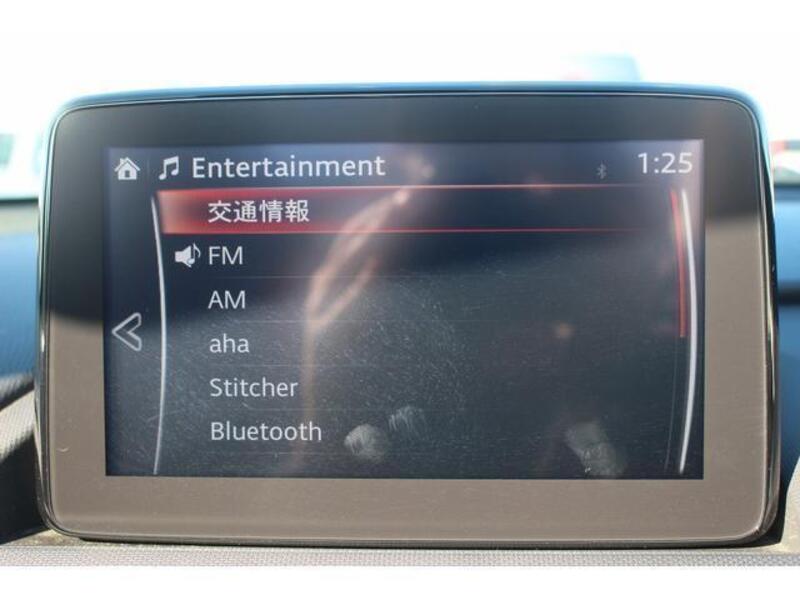 Entertainment 1:25
交通情報
FM
AM
aha
Stitcher
Bluetooth